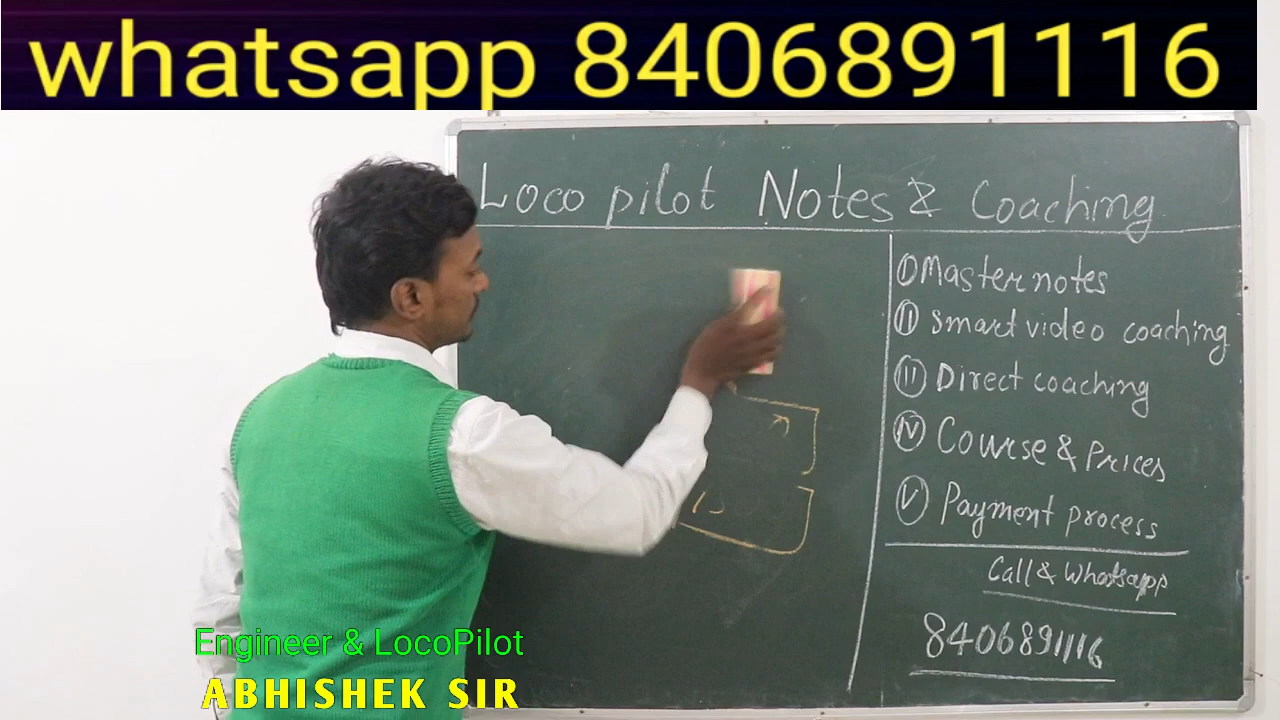 whatsapp 8406891116
Loco pilot Notes & Coaching
I Master notes
II Smart video coaching
III Direct coaching
IV Course & Prices
V Payment process
Call & Whatsapp
8406891116
Engineer & LocoPilot
ABHISHEK SIR